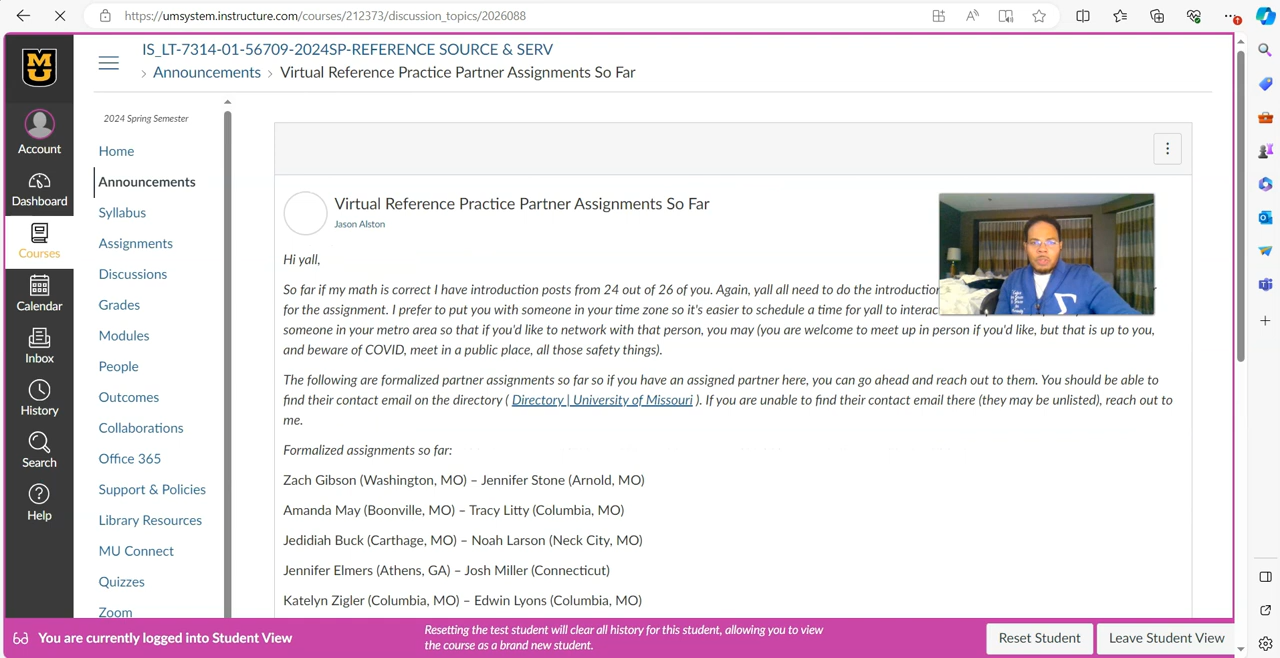 https://umsystem.instructure.com/courses/212373/discussion_topics/2026088
IS_LT-7314-01-56709-2024SP-REFERENCE SOURCE & SERV
› Announcements › Virtual Reference Practice Partner Assignments So Far
Account
Dashboard
Courses
Calendar
Inbox
History
Search
Help
2024 Spring Semester
Home
Announcements
Syllabus
Assignments
Discussions
Grades
Modules
People
Outcomes
Collaborations
Office 365
Support & Policies
Library Resources
MU Connect
Quizzes
Zoom
Virtual Reference Practice Partner Assignments So Far
Jason Alston
Hi yall,
So far if my math is correct I have introduction posts from 24 out of 26 of you. Again, yall all need to do the introduction
for the assignment. I prefer to put you with someone in your time zone so it's easier to schedule a time for yall to interac
someone in your metro area so that if you'd like to network with that person, you may (you are welcome to meet up in person if you'd like, but that is up to you,
and beware of COVID, meet in a public place, all those safety things).
The following are formalized partner assignments so far so if you have an assigned partner here, you can go ahead and reach out to them. You should be able to
find their contact email on the directory ( Directory | University of Missouri ). If you are unable to find their contact email there (they may be unlisted), reach out to
me.
Formalized assignments so far:
Zach Gibson (Washington, MO) – Jennifer Stone (Arnold, MO)
Amanda May (Boonville, MO) – Tracy Litty (Columbia, MO)
Jedidiah Buck (Carthage, MO) – Noah Larson (Neck City, MO)
Jennifer Elmers (Athens, GA) – Josh Miller (Connecticut)
Katelyn Zigler (Columbia, MO) – Edwin Lyons (Columbia, MO)
You are currently logged into Student View
Resetting the test student will clear all history for this student, allowing you to view
the course as a brand new student.
Reset Student
Leave Student View